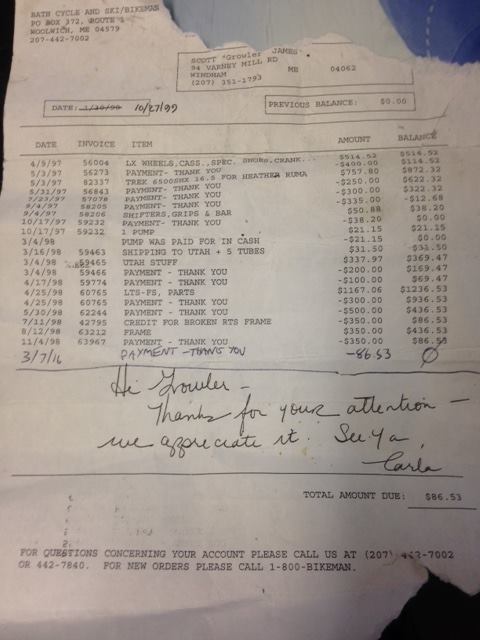 BATH CYCLE AND SKI/BIKEMAN
PO BOX 372, ROUTE 1
WOOLWICH, ME 04579
207-442-7002
SCOTT "Growler" JAMES
94 VARNEY MILL RD
WINDHAM ME 04062
(207) 351-1793
DATE: 1/30/99 10/27/99
PREVIOUS BALANCE: $0.00
DATE INVOICE ITEM AMOUNT BALANCE
4/9/97 56004 LX WHEELS,CASS.,SPEC. SHORS,CRANK... $514.52 $514.52
5/3/97 56273 PAYMENT- THANK YOU -$400.00 $114.52
5/3/97 82337 TREK 6500SHX 16.5 FOR HEATHER RUMA $757.80 $872.32
5/31/97 56843 PAYMENT - THANK YOU -$250.00 $622.32
7/23/97 57078 PAYMENT- THANK YOU -$300.00 $322.32
9/4/97 58205 PAYMENT - THANK YOU -$335.00 -$12.68
9/4/97 58206 SHIFTERS,GRIPS & BAR $50.88 $38.20
10/17/97 59232 PAYMENT - THANK YOU -$38.20 $0.00
10/17/97 59232 1 PUMP $21.15 $21.15
3/4/98 PUMP WAS PAID FOR IN CASH -$21.15 $0.00
3/16/98 59463 SHIPPING TO UTAH + 5 TUBES $31.50 $31.50
3/4/98 59465 UTAH STUFF $337.97 $369.47
3/4/98 59466 PAYMENT - THANK YOU -$200.00 $169.47
4/17/98 59774 PAYMENT - THANK YOU -$100.00 $69.47
4/25/98 60765 LTS-FS, PARTS $1167.06 $1236.53
4/25/98 60765 PAYMENT - THANK YOU -$300.00 $936.53
5/30/98 62244 PAYMENT - THANK YOU -$500.00 $436.53
7/11/98 42795 CREDIT FOR BROKEN RTS FRAME -$350.00 $86.53
8/12/98 63212 FRAME $350.00 $436.53
11/4/98 63967 PAYMENT - THANK YOU -$350.00 $86.53
3/7/16 PAYMENT - THANK YOU -86.53 Ø
Hi Growler -
Thanks for your attention -
we appreciate it. See Ya,
Carla
TOTAL AMOUNT DUE: $86.53
FOR QUESTIONS CONCERNING YOUR ACCOUNT PLEASE CALL US AT (207) 442-7002
OR 442-7840. FOR NEW ORDERS PLEASE CALL 1-800-BIKEMAN.